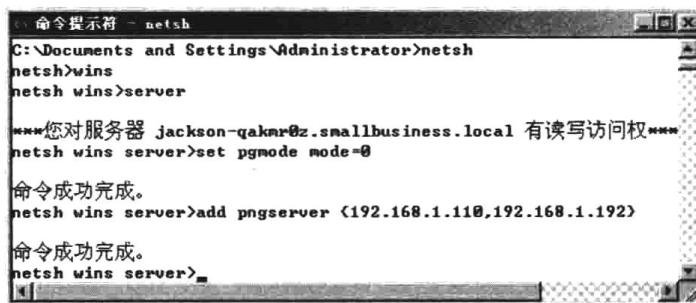 命令提示符 - netsh
C:\Documents and Settings\Administrator>netsh
netsh>wins
netsh wins>server
***您对服务器 jackson-qakmr0z.smallbusiness.local 有读写访问权***
netsh wins server>set pgmode mode=0
命令成功完成。
netsh wins server>add pngserver {192.168.1.110,192.168.1.192}
命令成功完成。
netsh wins server>_